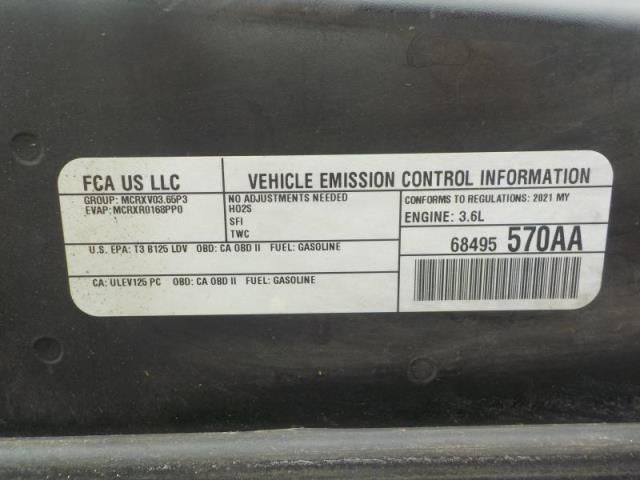 FCA US LLC
GROUP: MCRXV03.65P3
EVAP: MCRXR0168PP0
VEHICLE EMISSION CONTROL INFORMATION
NO ADJUSTMENTS NEEDED
HO2S
SFI
TWC
CONFORMS TO REGULATIONS: 2021 MY
ENGINE: 3.6L
U.S. EPA: T3 B125 LDV OBD: CA OBD II FUEL: GASOLINE
CA: ULEV125 PC OBD: CA OBD II FUEL: GASOLINE
68495 570AA